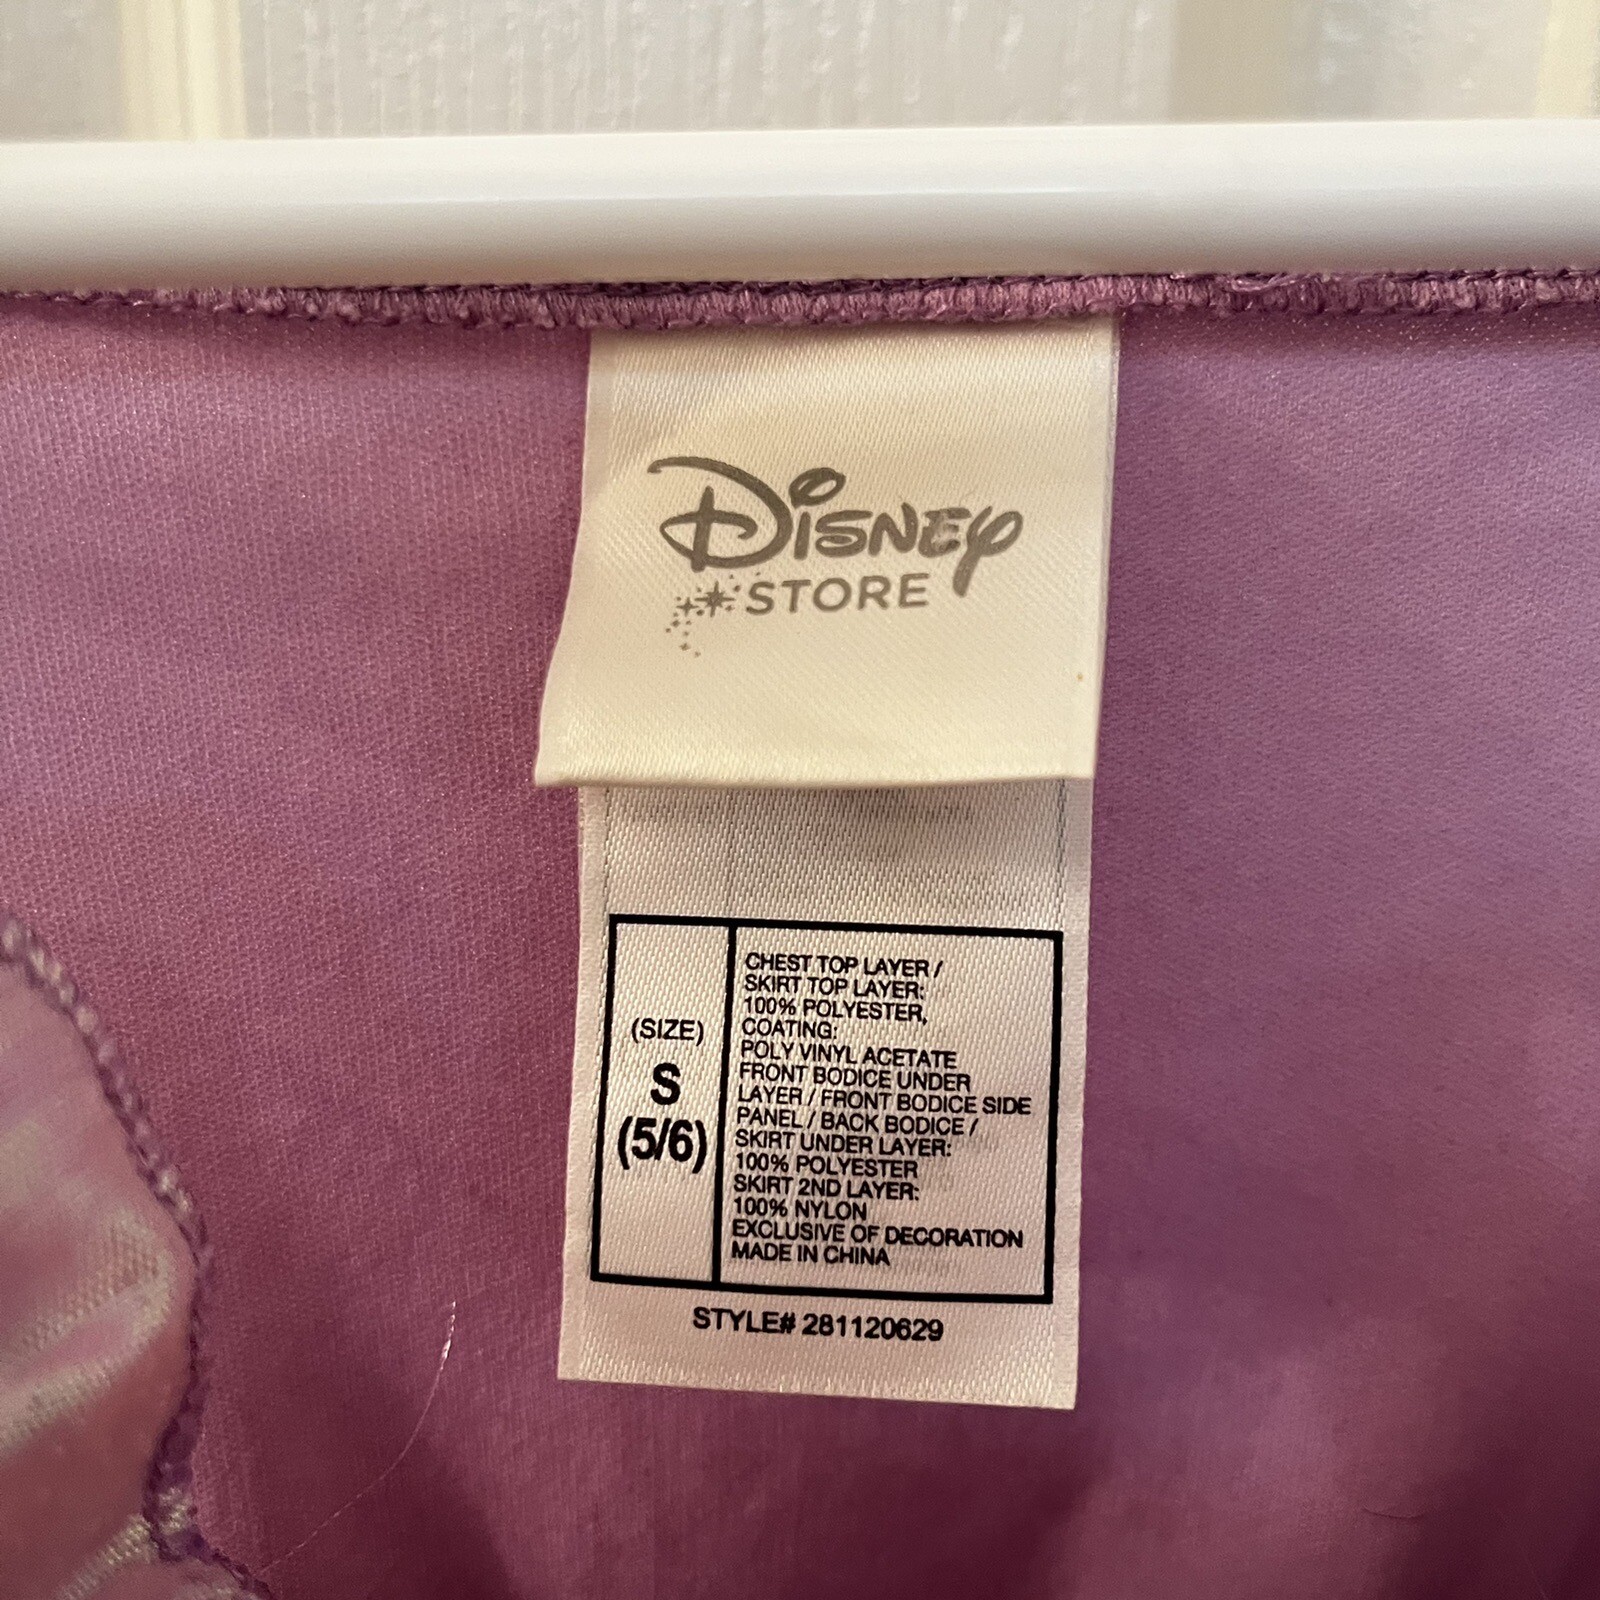 Disney
STORE
(SIZE)
S
(5/6)
CHEST TOP LAYER /
SKIRT TOP LAYER:
100% POLYESTER,
COATING:
POLY VINYL ACETATE
FRONT BODICE UNDER
LAYER / FRONT BODICE SIDE
PANEL / BACK BODICE /
SKIRT UNDER LAYER:
100% POLYESTER
SKIRT 2ND LAYER:
100% NYLON
EXCLUSIVE OF DECORATION
MADE IN CHINA
STYLE# 281120629